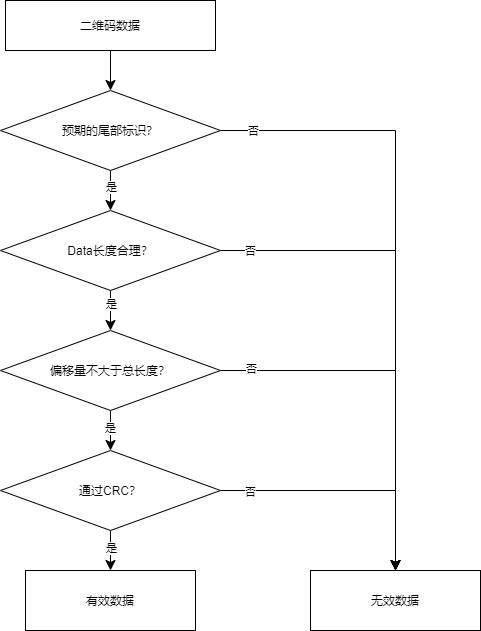 二维码数据
预期的尾部标识?
否
是
Data长度合理?
否
是
偏移量不大于总长度?
否
是
通过CRC?
否
是
有效数据
无效数据